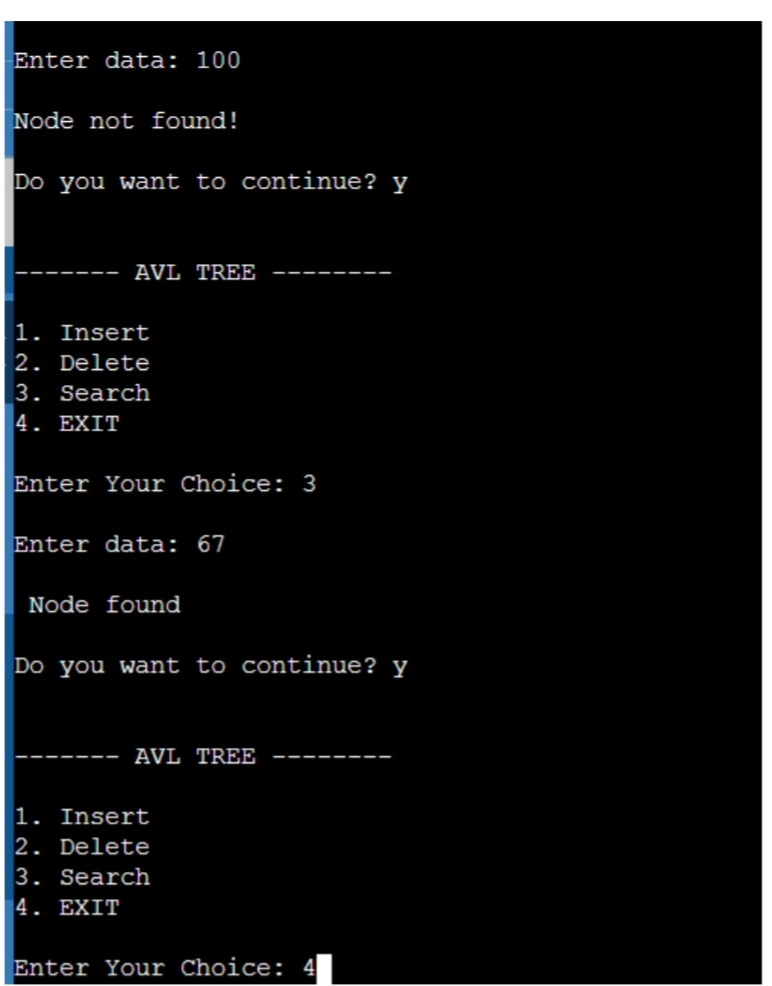 Enter data: 100
Node not found!
Do you want to continue? y
------- AVL TREE --------
1. Insert
2. Delete
3. Search
4. EXIT
Enter Your Choice: 3
Enter data: 67
Node found
Do you want to continue? y
------- AVL TREE --------
1. Insert
2. Delete
3. Search
4. EXIT
Enter Your Choice: 4